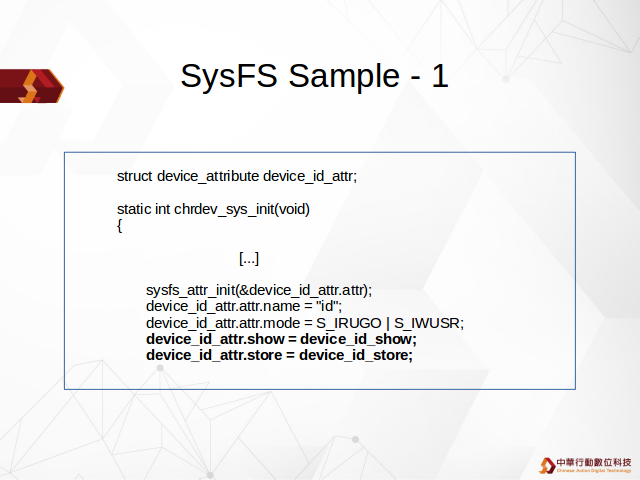 SysFS Sample - 1
struct device_attribute device_id_attr;
static int chrdev_sys_init(void)
{
[...]
sysfs_attr_init(&device_id_attr.attr);
device_id_attr.attr.name = "id";
device_id_attr.attr.mode = S_IRUGO | S_IWUSR;
device_id_attr.show = device_id_show;
device_id_attr.store = device_id_store;
中華行動數位科技
Chinese Action Digital Technology